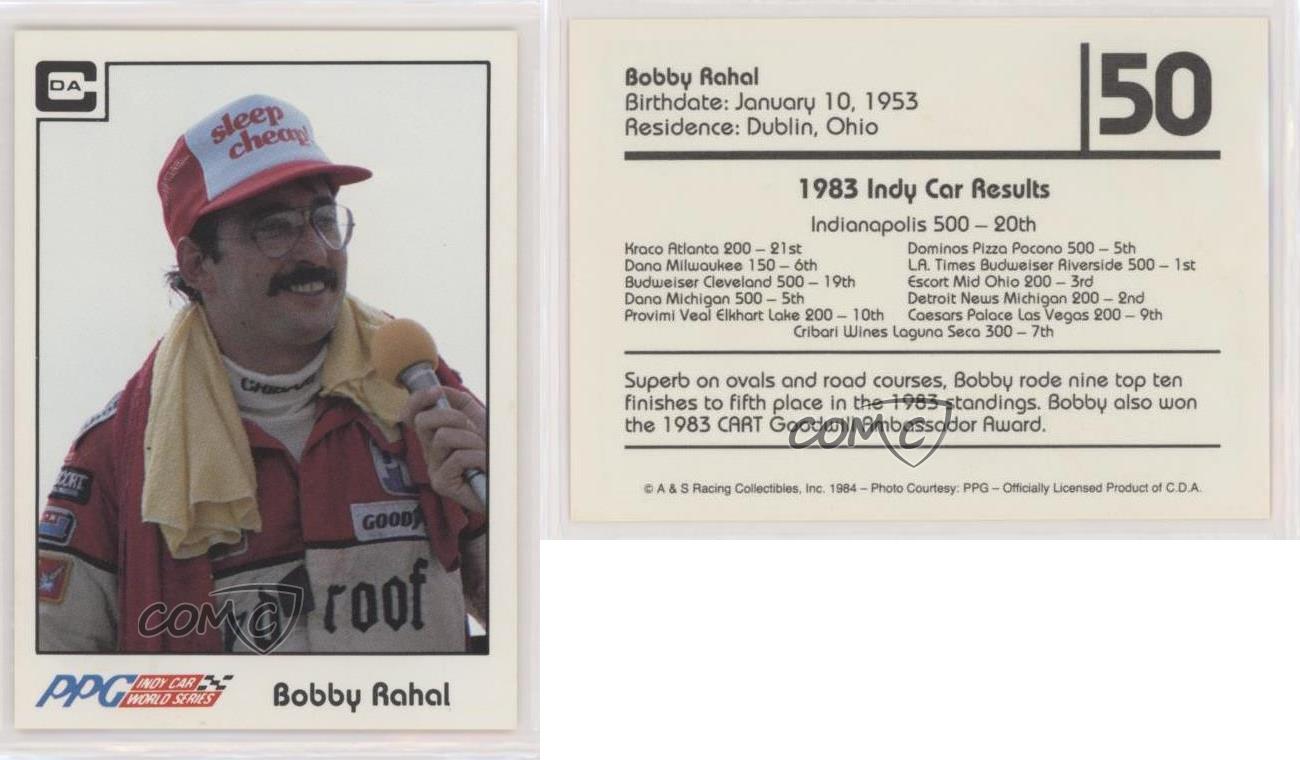 C
DA
sleep
cheap!
GOODY
roof
COMC
PPG INDY CAR
WORLD SERIES
Bobby Rahal
50
Bobby Rahal
Birthdate: January 10, 1953
Residence: Dublin, Ohio
1983 Indy Car Results
Indianapolis 500 – 20th
Kraco Atlanta 200 – 21st
Dana Milwaukee 150 – 6th
Budweiser Cleveland 500 – 19th
Dana Michigan 500 – 5th
Provimi Veal Elkhart Lake 200 – 10th
Dominos Pizza Pocono 500 – 5th
L.A. Times Budweiser Riverside 500 – 1st
Escort Mid Ohio 200 – 3rd
Detroit News Michigan 200 – 2nd
Caesars Palace Las Vegas 200 – 9th
Cribari Wines Laguna Seca 300 – 7th
Superb on ovals and road courses, Bobby rode nine top ten
finishes to fifth place in the 1983 standings. Bobby also won
the 1983 CART Goodwill Ambassador Award.
COMC
© A & S Racing Collectibles, Inc. 1984 – Photo Courtesy: PPG – Officially Licensed Product of C.D.A.